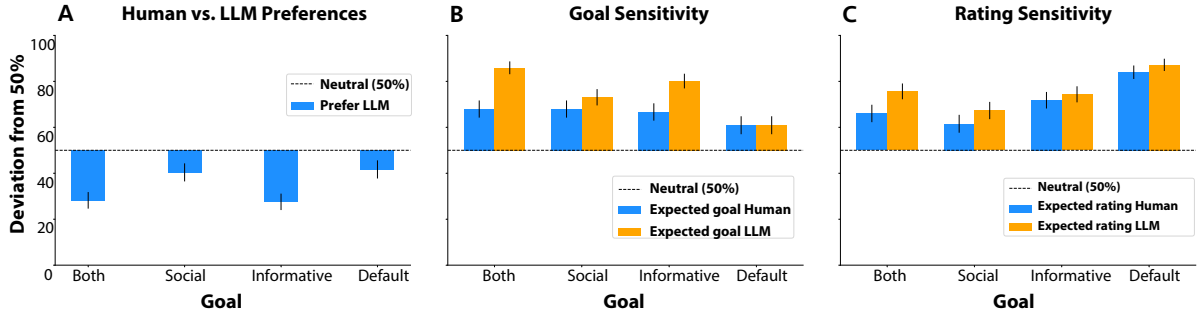 A
Human vs. LLM Preferences
Deviation from 50%
100
80
60
40
20
0
Neutral (50%)
Prefer LLM
Both Social Informative Default
Goal
B
Goal Sensitivity
Neutral (50%)
Expected goal Human
Expected goal LLM
Both Social Informative Default
Goal
C
Rating Sensitivity
Neutral (50%)
Expected rating Human
Expected rating LLM
Both Social Informative Default
Goal